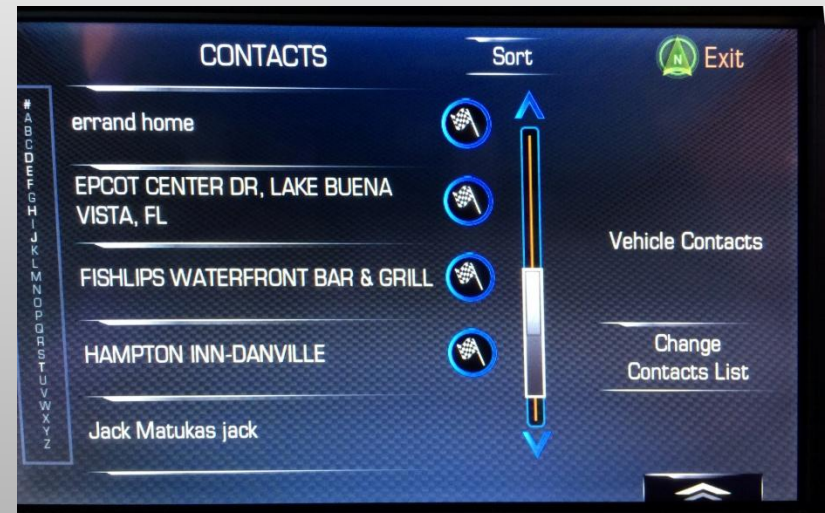 CONTACTS
Sort
N
Exit
#
A
B
C
D
E
F
G
H
I
J
K
L
M
N
O
P
Q
R
S
T
U
V
W
X
Y
Z
errand home
EPCOT CENTER DR, LAKE BUENA
VISTA, FL
FISHLIPS WATERFRONT BAR & GRILL
HAMPTON INN-DANVILLE
Jack Matukas jack
Vehicle Contacts
Change
Contacts List